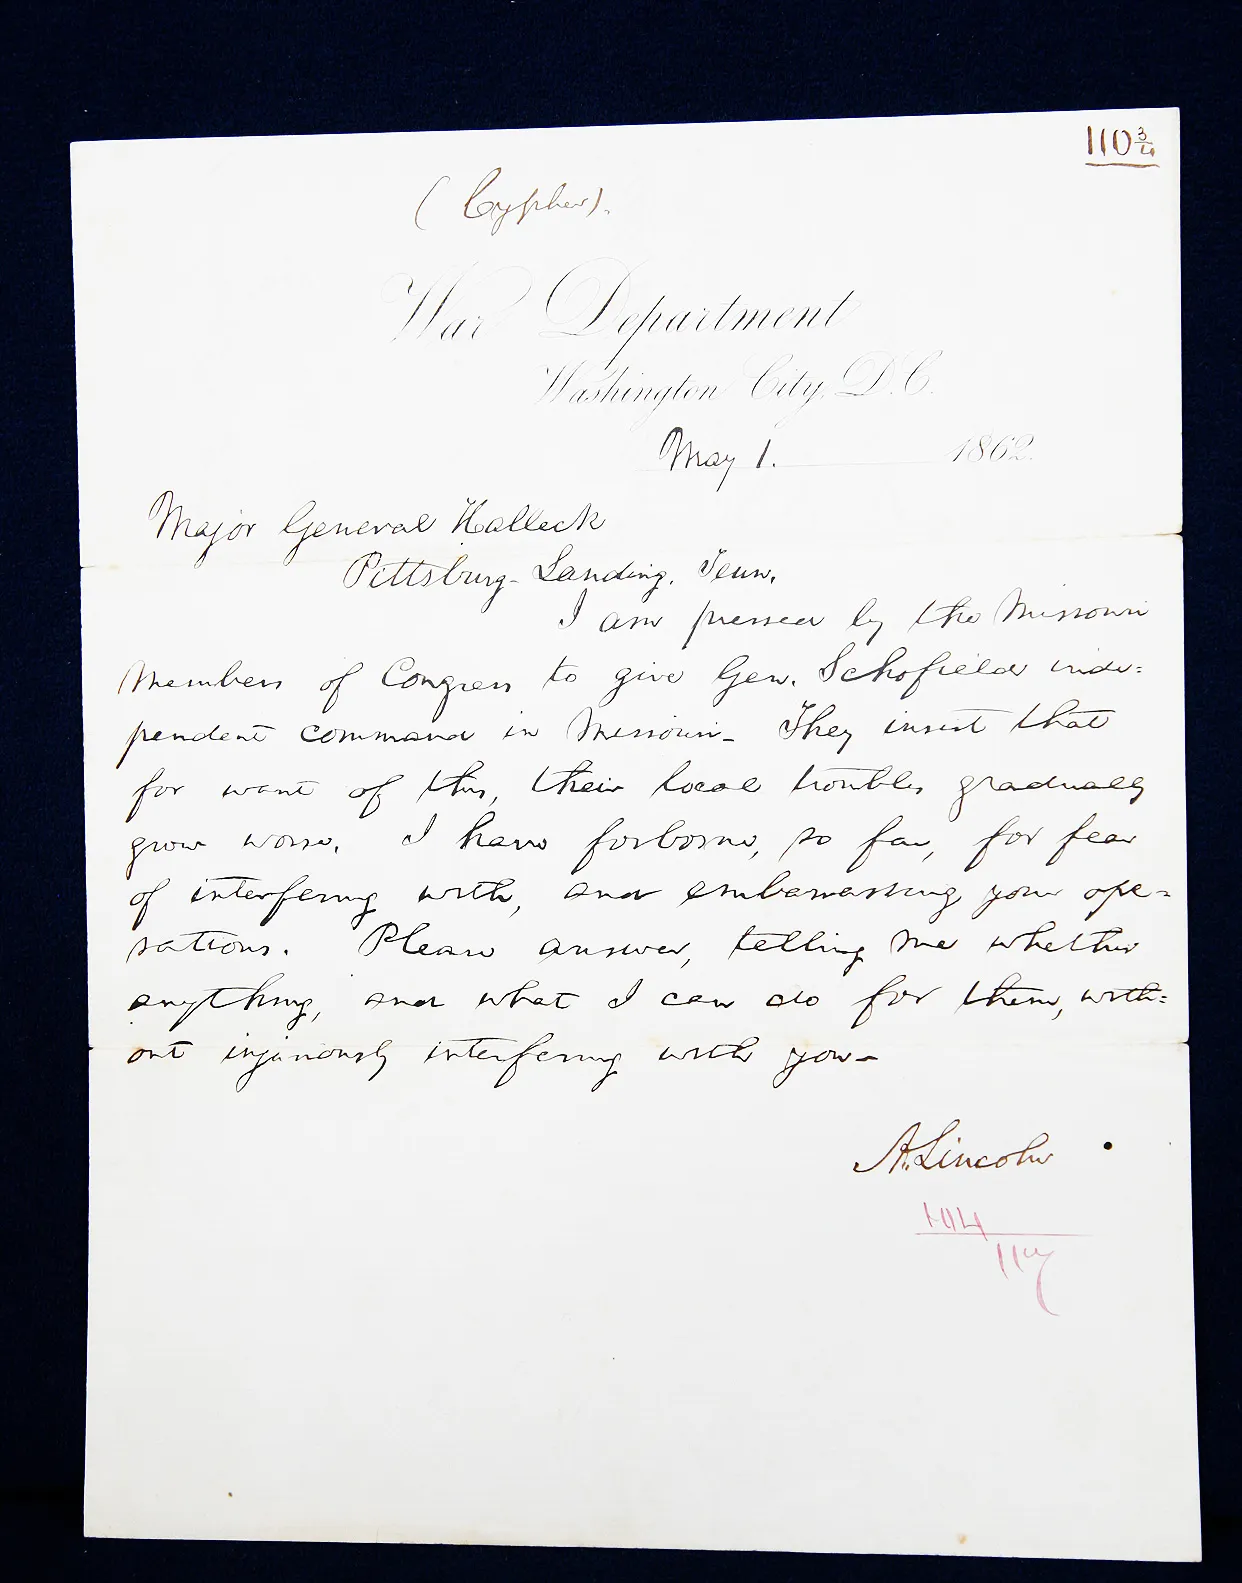 110 3/4
(Cypher).
War Department
Washington City, D.C.
May 1. 1862.
Major General Halleck
Pittsburg-Landing, Tenn.
I am pressed by the Missouri
members of Congress to give Gen. Schofield inde=
pendent command in Missouri- They insist that
for want of this, their local troubles gradually
grow worse. I have forborne, so far, for fear
of interfering with, and embarrassing your ope=
rations. Please answer, telling me whether
anything, and what I can do for them, with=
out injuriously interfering with you-
A. Lincoln
104